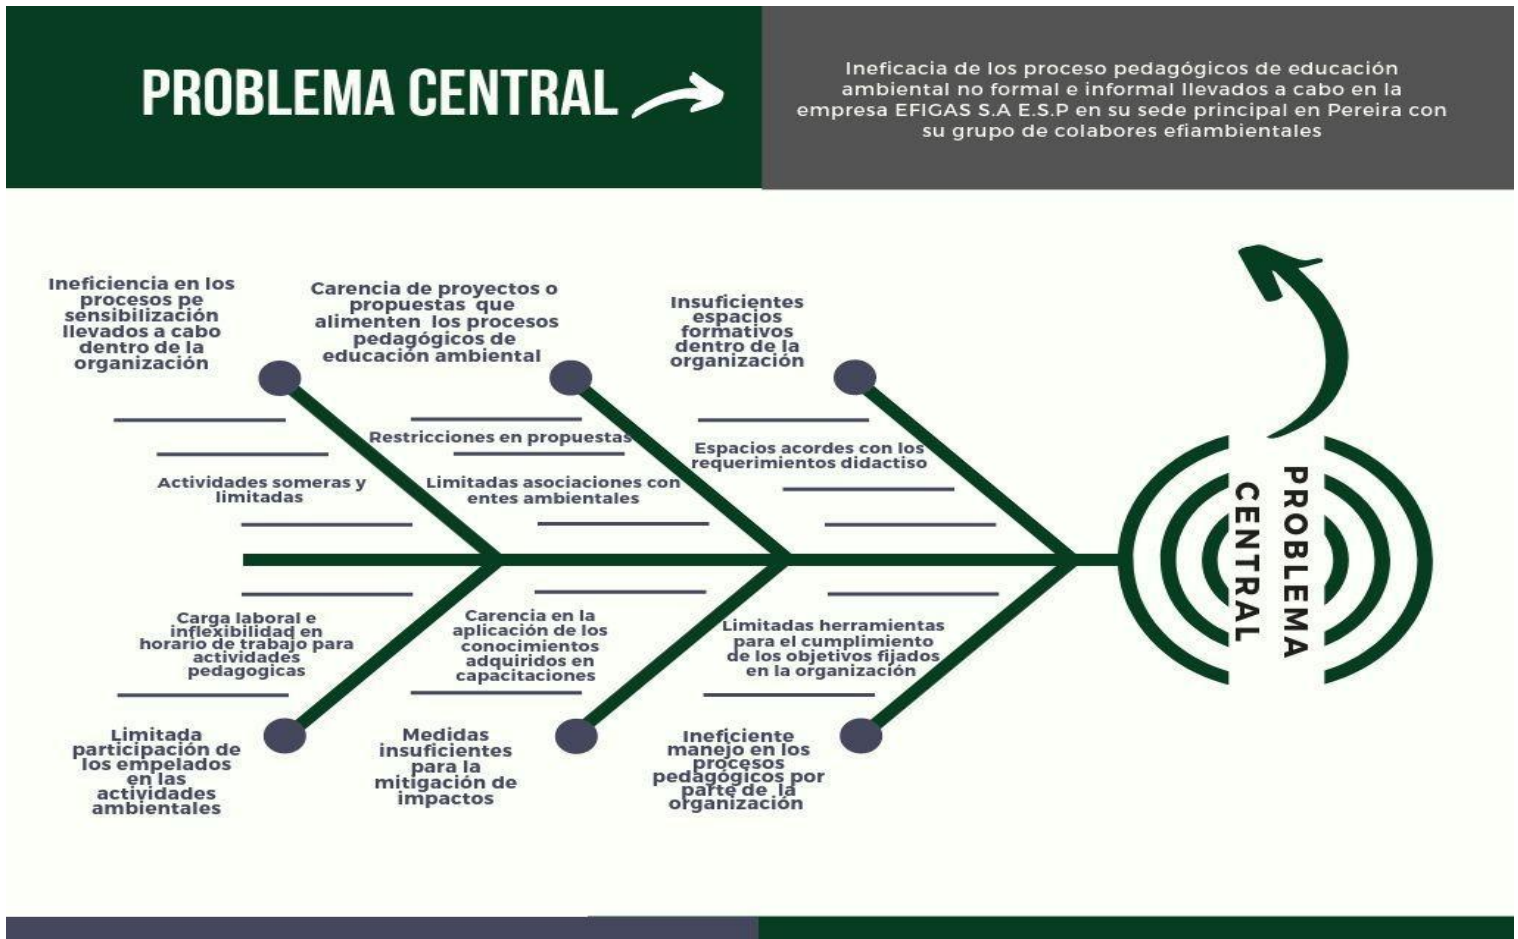 PROBLEMA CENTRAL
Ineficacia de los proceso pedagógicos de educación
ambiental no formal e informal llevados a cabo en la
empresa EFIGAS S.A E.S.P en su sede principal en Pereira con
su grupo de colabores efiambientales
Ineficiencia en los
procesos pe
sensibilización
llevados a cabo
dentro de la
organización
Carencia de proyectos o
propuestas que
alimenten los procesos
pedagógicos de
educación ambiental
Insuficientes
espacios
formativos
dentro de la
organización
Actividades someras y
limitadas
Restricciones en propuestas
Limitadas asociaciones con
entes ambientales
Espacios acordes con los
requerimientos didactiso
PROBLEMA
CENTRAL
Carga laboral e
inflexibilidad en
horario de trabajo para
actividades
pedagogicas
Carencia en la
aplicación de los
conocimientos
adquiridos en
capacitaciones
Limitadas herramientas
para el cumplimiento
de los objetivos fijados
en la organización
Limitada
participación de
los empelados
en las
actividades
ambientales
Medidas
insuficientes
para la
mitigación de
impactos
Ineficiente
manejo en los
procesos
pedagógicos por
parte de la
organización